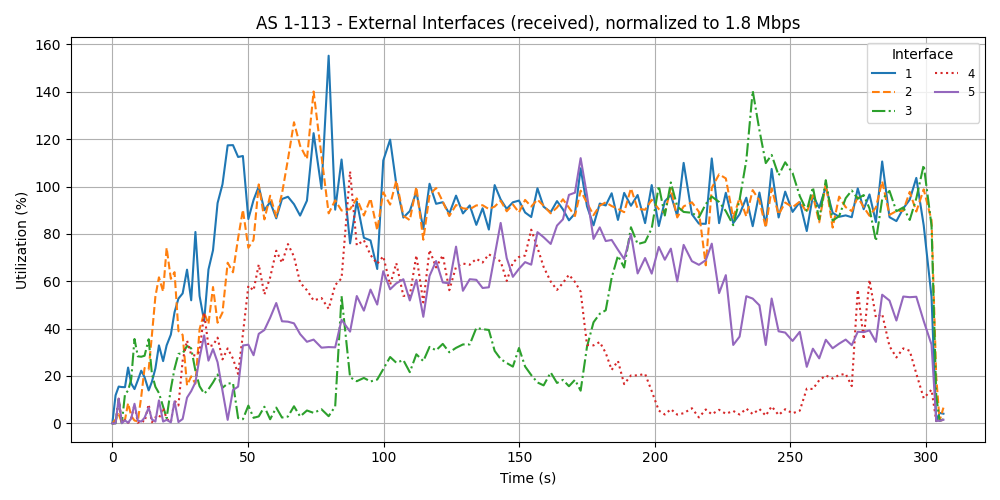 AS 1-113 - External Interfaces (received), normalized to 1.8 Mbps
Utilization (%)
160
140
120
100
80
60
40
20
0
0 50 100 150 200 250 300
Time (s)
Interface
1 4
2 5
3